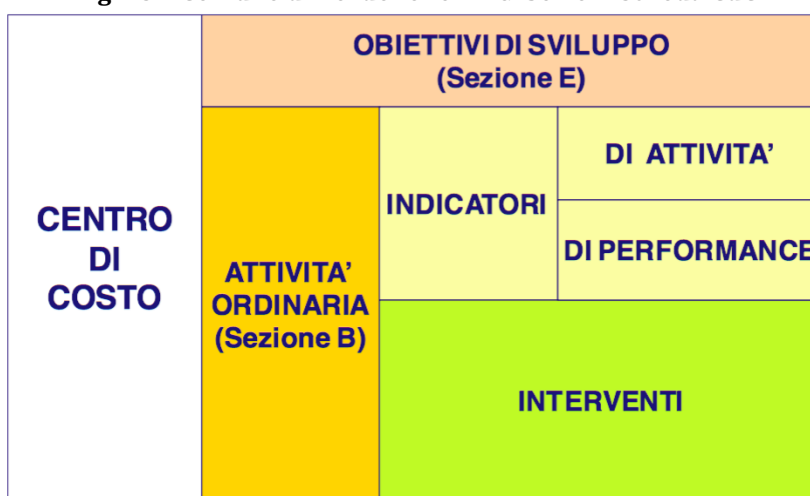 OBIETTIVI DI SVILUPPO
(Sezione E)
CENTRO
DI
COSTO
ATTIVITA'
ORDINARIA
(Sezione B)
INDICATORI
DI ATTIVITA'
DI PERFORMANCE
INTERVENTI